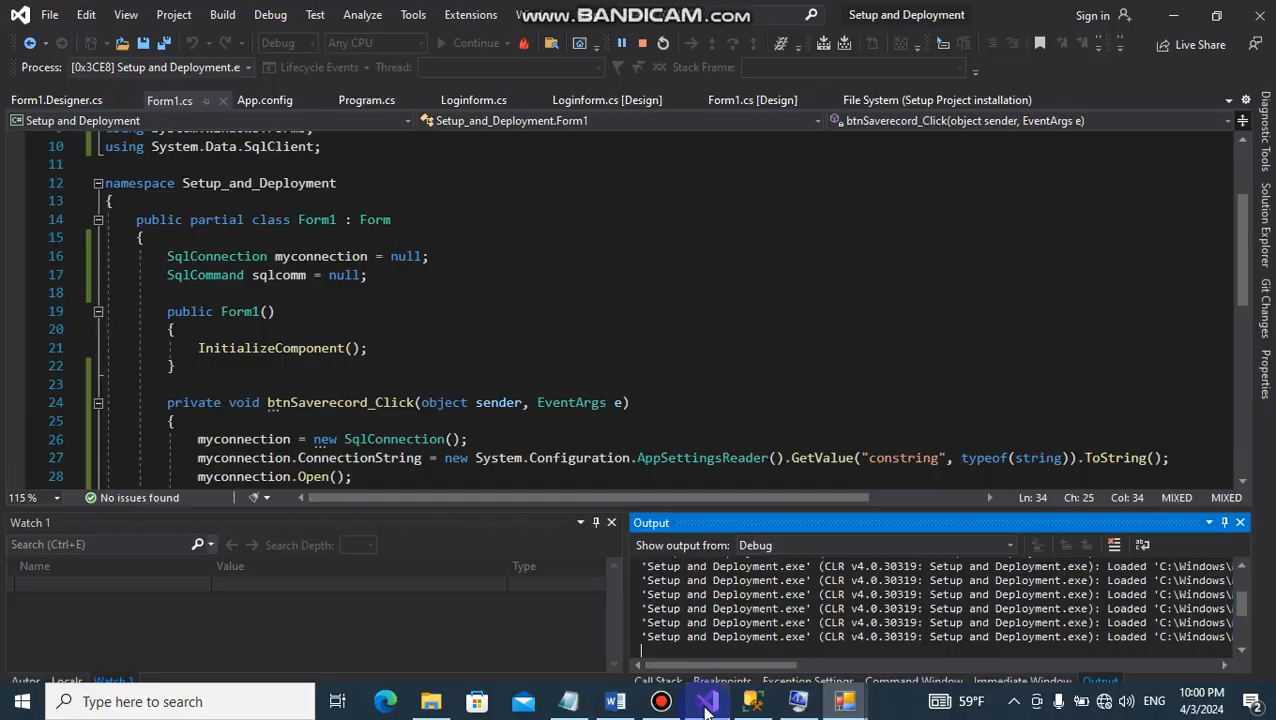 File Edit View Project Build Debug Test Analyze Tools Extensions Setup and Deployment Sign in
www.BANDICAM.com
Debug Any CPU Continue Live Share
Process: [0x3CE8] Setup and Deployment.e Lifecycle Events Thread: Stack Frame:
Form1.Designer.cs Form1.cs App.config Program.cs Loginform.cs Loginform.cs [Design] Form1.cs [Design] File System (Setup Project installation)
Setup and Deployment Setup_and_Deployment.Form1 btnSaverecord_Click(object sender, EventArgs e)
10 using System.Data.SqlClient;
11
12 namespace Setup_and_Deployment
13 {
14 public partial class Form1 : Form
15 {
16 SqlConnection myconnection = null;
17 SqlCommand sqlcomm = null;
18
19 public Form1()
20 {
21 InitializeComponent();
22 }
23
24 private void btnSaverecord_Click(object sender, EventArgs e)
25 {
26 myconnection = new SqlConnection();
27 myconnection.ConnectionString = new System.Configuration.AppSettingsReader().GetValue("constring", typeof(string)).ToString();
28 myconnection.Open();
115 % No issues found Ln: 34 Ch: 25 Col: 34 MIXED MIXED
Diagnostic Tools
Solution Explorer
Git Changes
Properties
Watch 1
Search (Ctrl+E) Search Depth:
Name Value Type
Autos Locals Watch 1
Output
Show output from: Debug
'Setup and Deployment.exe' (CLR v4.0.30319: Setup and Deployment.exe): Loaded 'C:\Windows\
'Setup and Deployment.exe' (CLR v4.0.30319: Setup and Deployment.exe): Loaded 'C:\Windows\
'Setup and Deployment.exe' (CLR v4.0.30319: Setup and Deployment.exe): Loaded 'C:\Windows\
'Setup and Deployment.exe' (CLR v4.0.30319: Setup and Deployment.exe): Loaded 'C:\Windows\
'Setup and Deployment.exe' (CLR v4.0.30319: Setup and Deployment.exe): Loaded 'C:\Windows\
'Setup and Deployment.exe' (CLR v4.0.30319: Setup and Deployment.exe): Loaded 'C:\Windows\
Call Stack Breakpoints Command Window Immediate Window Output
Type here to search
59°F ENG
10:00 PM
4/3/2024
2